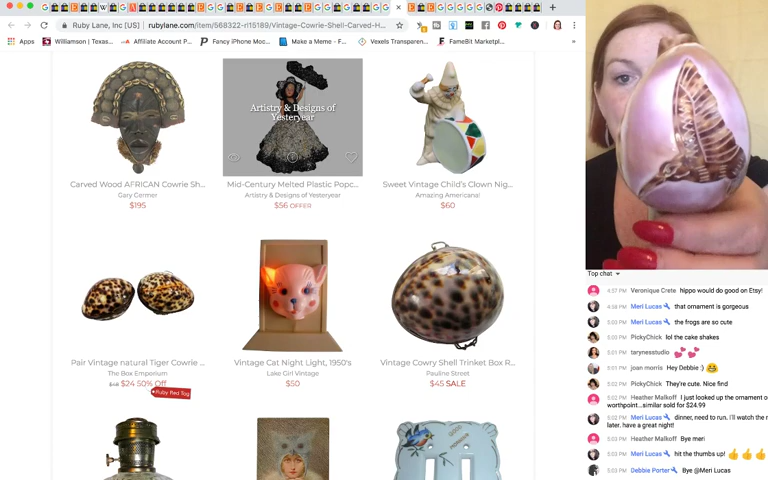 Ruby Lane, Inc [US] | rubylane.com/item/568322-rl15189/Vintage-Cowrie-Shell-Carved-H...
Apps Williamson | Texas... Affiliate Account P... Fancy iPhone Moc... Make a Meme - F... Vexels Transparen... FameBit Marketpl...
Artistry & Designs of
Yesteryear
Carved Wood AFRICAN Cowrie Sh... Mid-Century Melted Plastic Popc... Sweet Vintage Child's Clown Nig...
Gary Germer Artistry & Designs of Yesteryear Amazing Americana!
$195 $56 OFFER $60
Pair Vintage natural Tiger Cowrie ... Vintage Cat Night Light, 1950's Vintage Cowry Shell Trinket Box R...
The Box Emporium Lake Girl Vintage Pauline Street
$48 $24 50% Off $50 $45 SALE
Ruby Red Tag
GOOD
MORNING
Top chat
4:57 PM Veronique Crete hippo would do good on Etsy!
4:58 PM Meri Lucas that ornament is gorgeous
5:00 PM Meri Lucas the frogs are so cute
5:00 PM PickyChick lol the cake shakes
5:01 PM tarynesstudio
5:01 PM joan morris Hey Debbie :)
5:02 PM PickyChick They're cute. Nice find
5:02 PM Heather Malkoff I just looked up the ornament o
worthpoint...similar sold for $24.99
5:02 PM Meri Lucas dinner, need to run. I'll watch the r
later. have a great night!
5:03 PM Heather Malkoff Bye meri
5:03 PM Meri Lucas hit the thumbs up!
5:03 PM Debbie Porter Bye @Meri Lucas